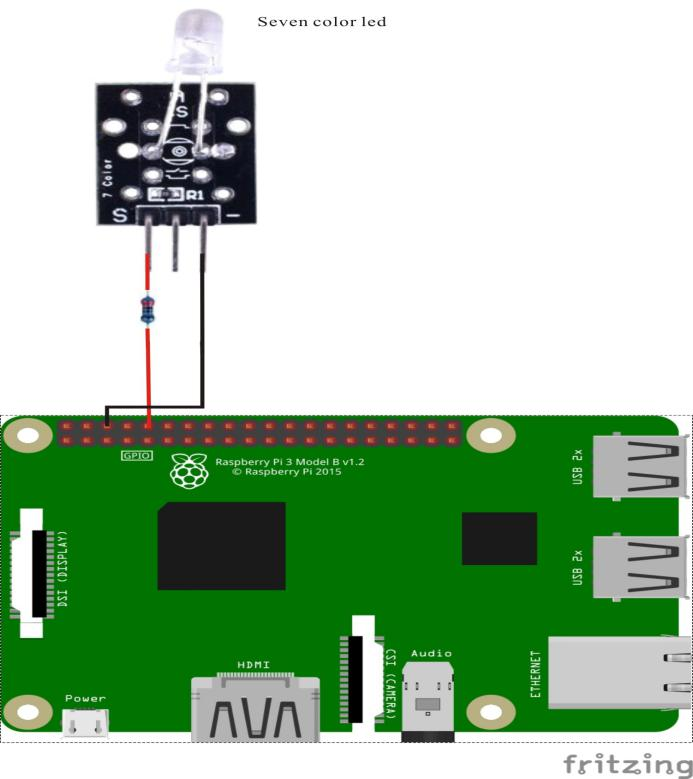 Seven color led
S
7 Color
R1
S
−
GPIO
Raspberry Pi 3 Model B v1.2
© Raspberry Pi 2015
USB 2x
DSI (DISPLAY)
USB 2x
HDMI
CSI (CAMERA)
Audio
ETHERNET
Power
fritzing